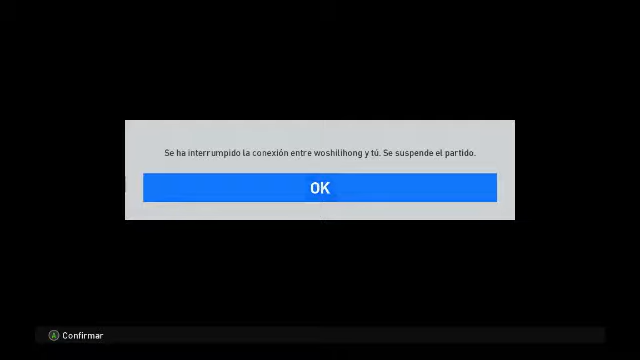 Se ha interrumpido la conexión entre woshilihong y tú. Se suspende el partido.
OK
A Confirmar